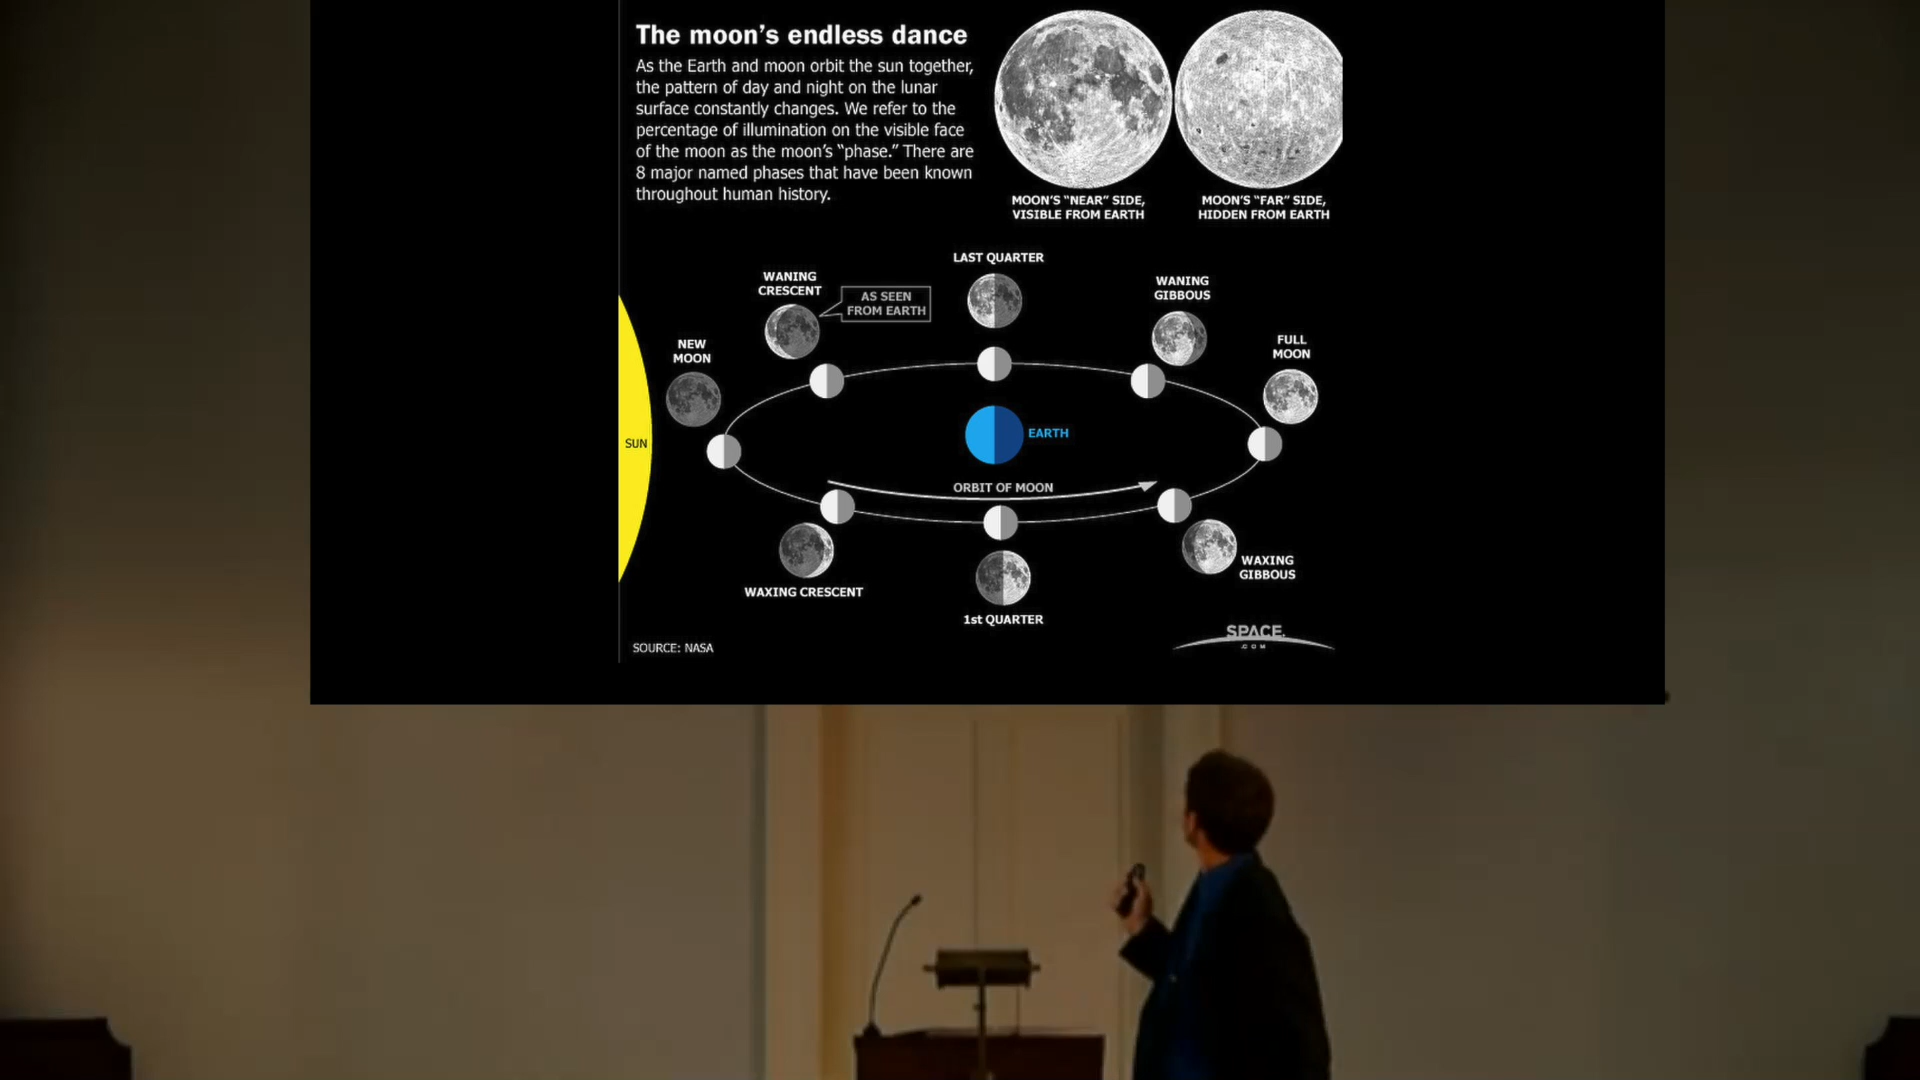 The moon's endless dance
As the Earth and moon orbit the sun together,
the pattern of day and night on the lunar
surface constantly changes. We refer to the
percentage of illumination on the visible face
of the moon as the moon's “phase.” There are
8 major named phases that have been known
throughout human history.
MOON'S “NEAR” SIDE,
VISIBLE FROM EARTH
MOON'S “FAR” SIDE,
HIDDEN FROM EARTH
LAST QUARTER
WANING
CRESCENT
AS SEEN
FROM EARTH
WANING
GIBBOUS
NEW
MOON
FULL
MOON
SUN
EARTH
ORBIT OF MOON
WAXING CRESCENT
1st QUARTER
WAXING
GIBBOUS
SOURCE: NASA
SPACE.
.COM